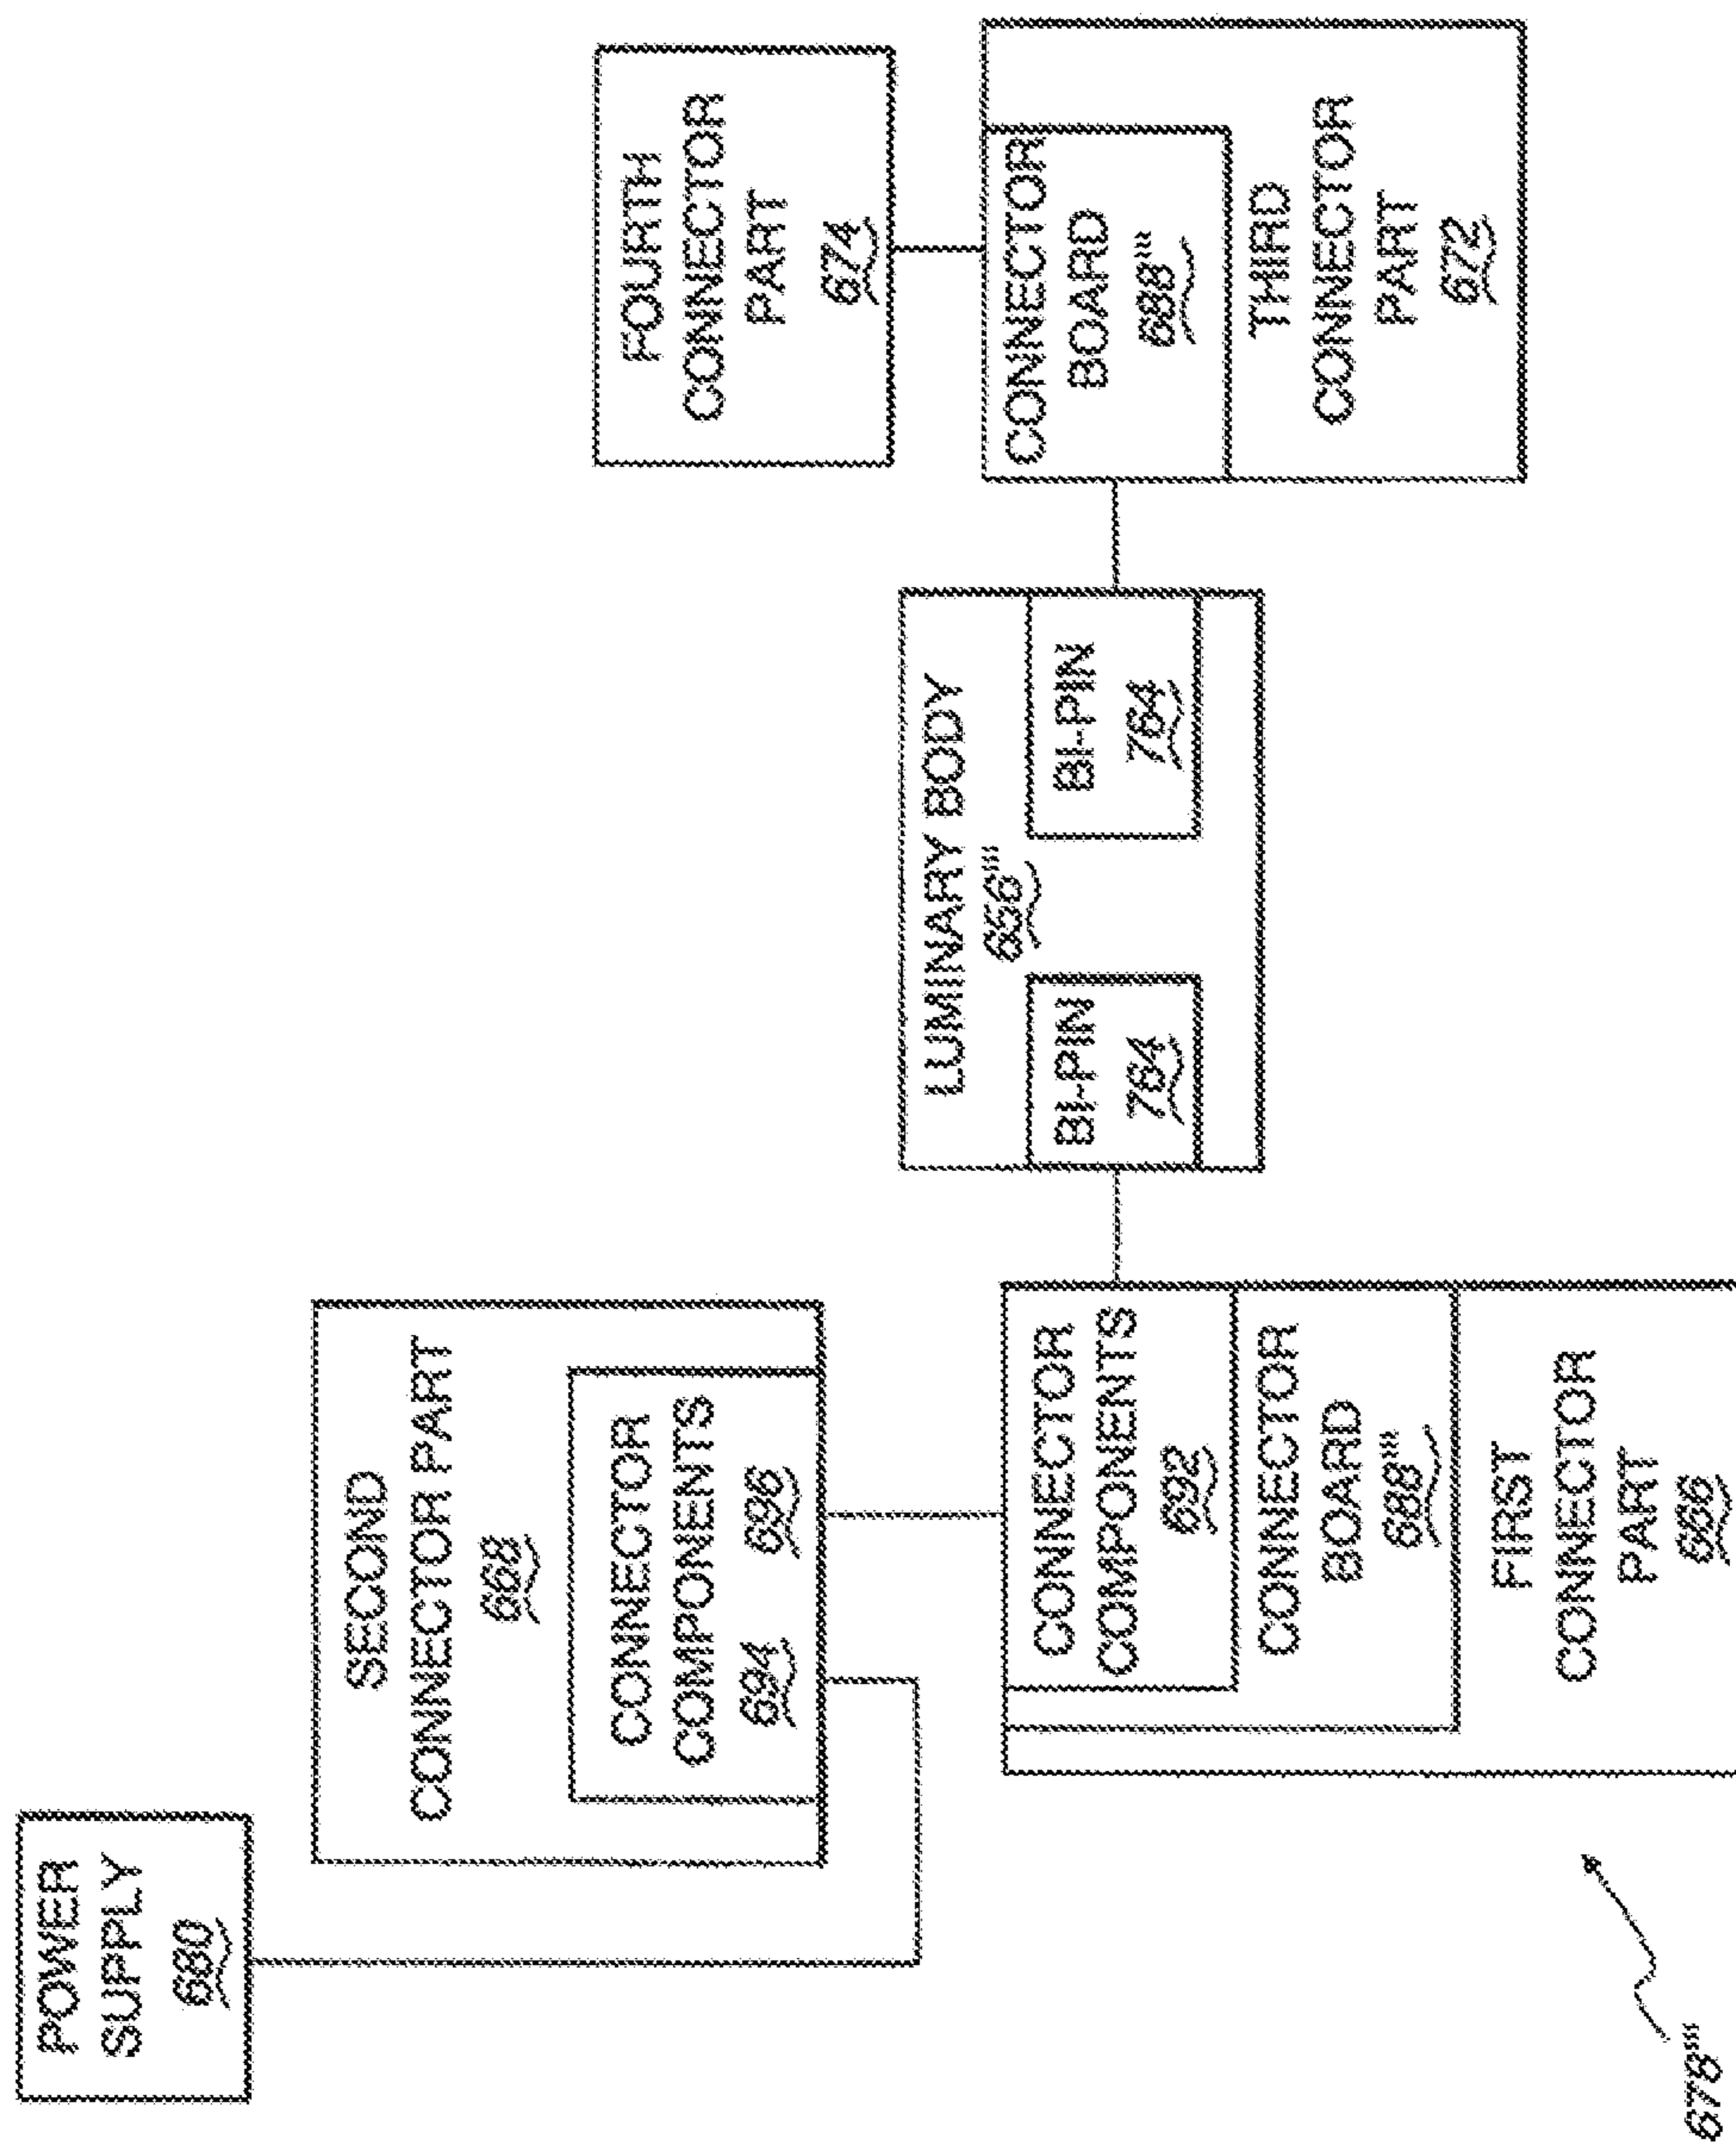 POWER
SUPPLY
680
SECOND
CONNECTOR PART
668
CONNECTOR
COMPONENTS
694 696
CONNECTOR
COMPONENTS
692
CONNECTOR
BOARD
688'''
FIRST
CONNECTOR
PART
666
LUMINARY BODY
656'''
BI-PIN
764
BI-PIN
764
FOURTH
CONNECTOR
PART
674
CONNECTOR
BOARD
688'''
THIRD
CONNECTOR
PART
672
678'''